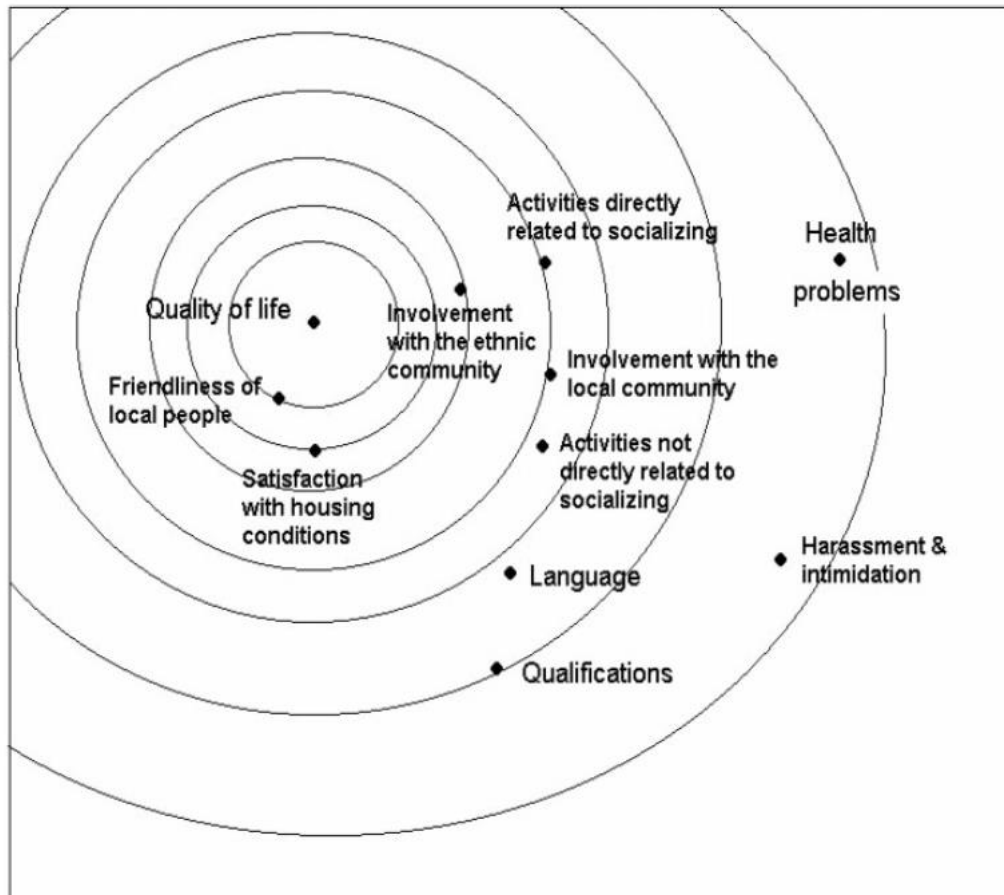 Activities directly
related to socializing
Health
problems
Quality of life
Involvement
with the ethnic
community
Involvement with the
local community
Friendliness of
local people
Activities not
directly related to
socializing
Satisfaction
with housing
conditions
Harassment &
intimidation
Language
Qualifications